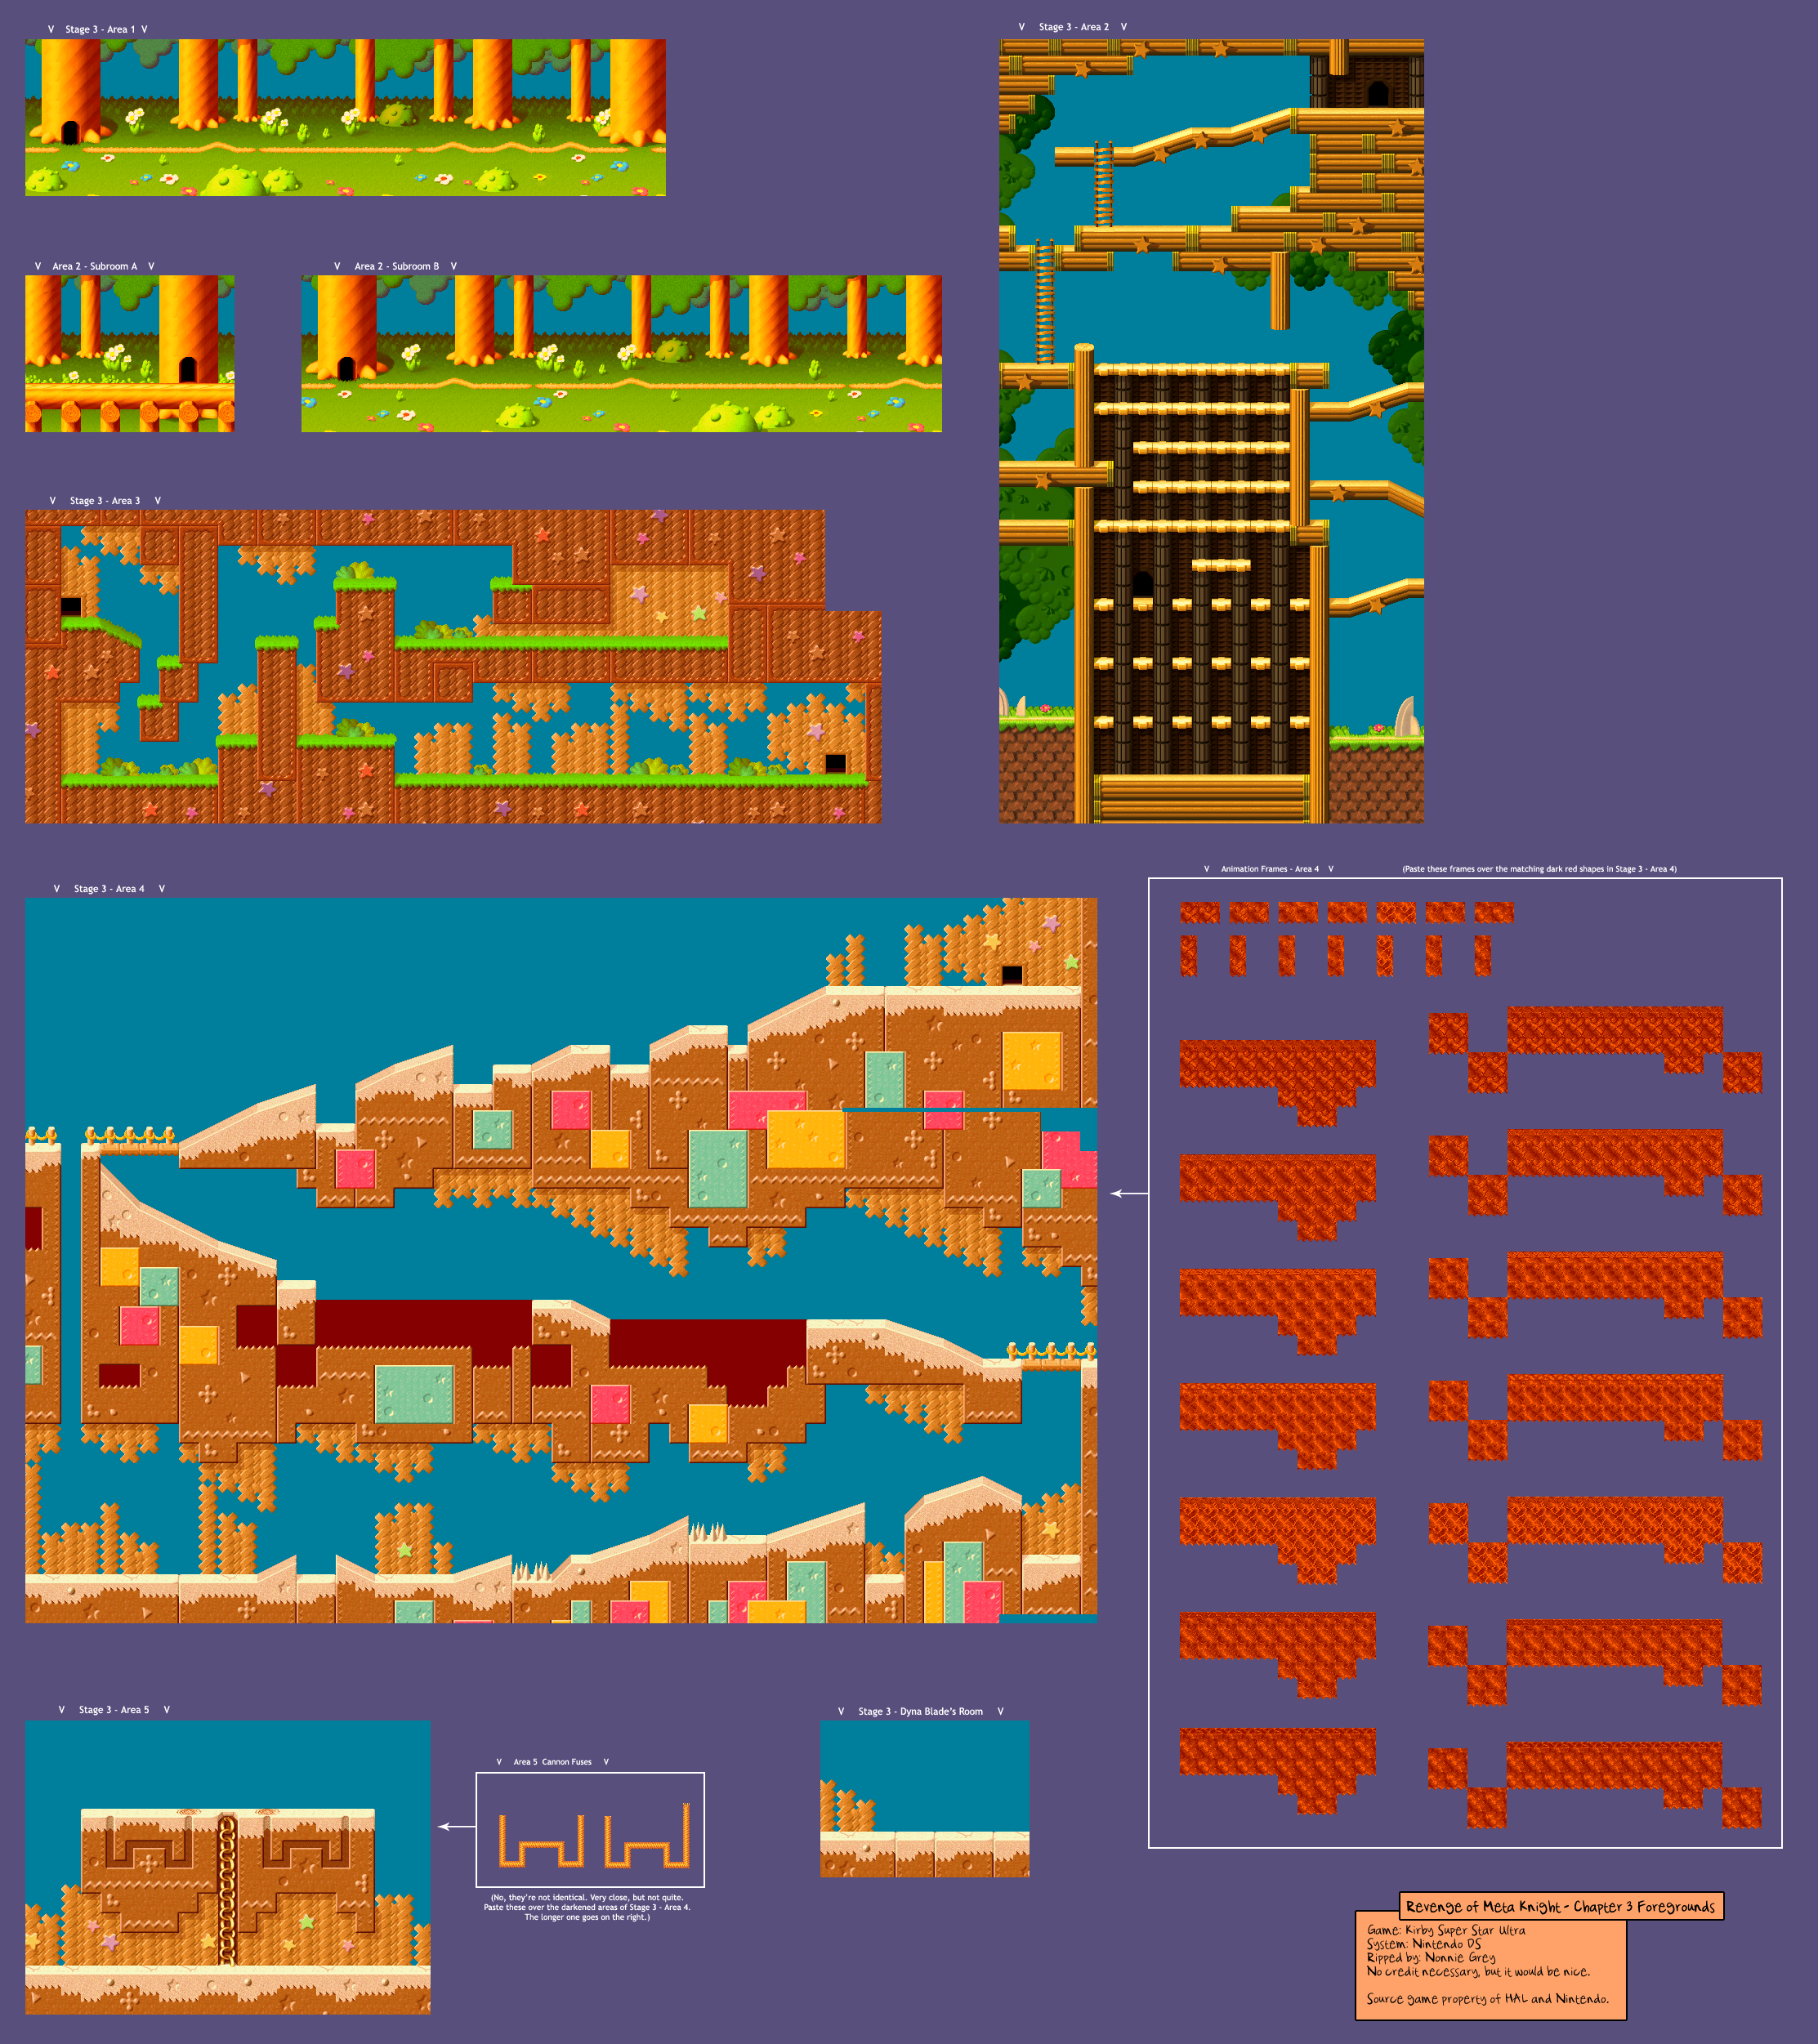 V Stage 3 - Area 1 V
V Stage 3 - Area 2 V
V Area 2 - Subroom A V
V Area 2 - Subroom B V
V Stage 3 - Area 3 V
V Stage 3 - Area 4 V
V Animation Frames - Area 4 V
(Paste these frames over the matching dark red shapes in Stage 3 - Area 4)
V Stage 3 - Area 5 V
V Area 5 Cannon Fuses V
(No, they're not identical. Very close, but not quite.
Paste these over the darkened areas of Stage 3 - Area 4.
The longer one goes on the right.)
V Stage 3 - Dyna Blade's Room V
Revenge of Meta Knight - Chapter 3 Foregrounds
Game: Kirby Super Star Ultra
System: Nintendo DS
Ripped by: Nonnie Grey
No credit necessary, but it would be nice.
Source game property of HAL and Nintendo.